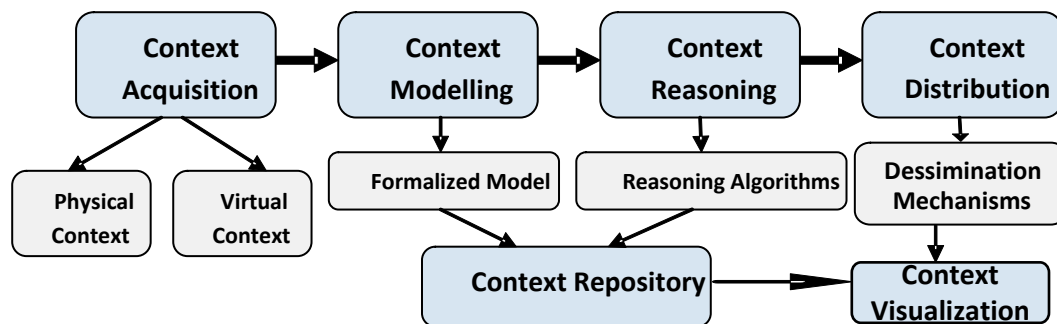 Context
Acquisition
Context
Modelling
Context
Reasoning
Context
Distribution
Physical
Context
Virtual
Context
Formalized Model
Reasoning Algorithms
Dessimination
Mechanisms
Context Repository
Context
Visualization